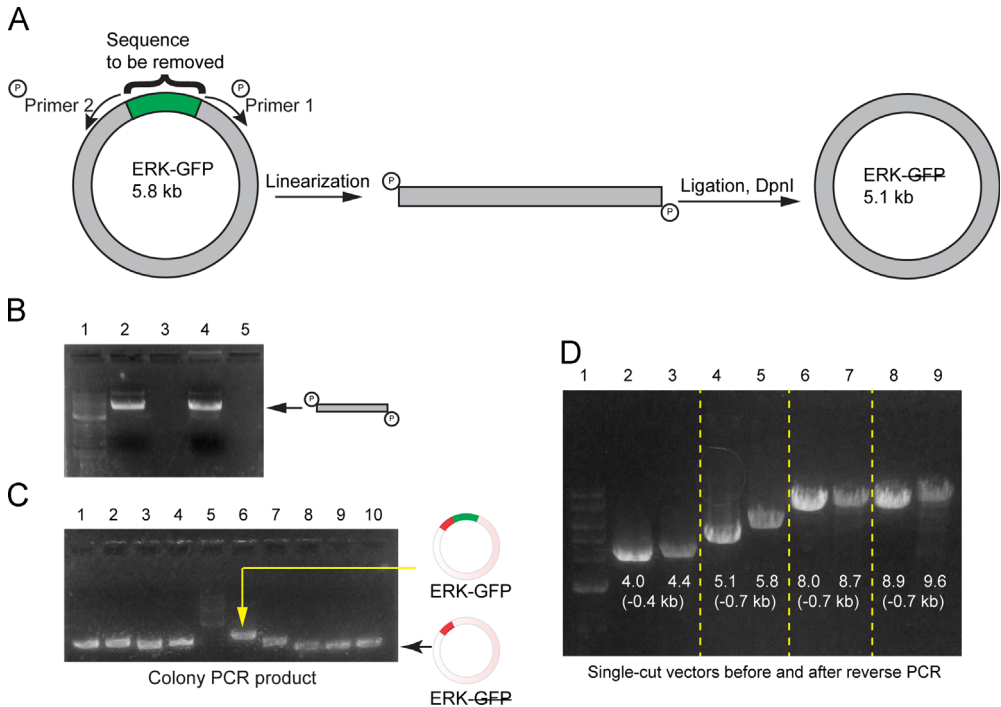 A
Sequence
to be removed
P
Primer 2
P
Primer 1
ERK-GFP
5.8 kb
Linearization
P
P
Ligation, DpnI
ERK-GFP
5.1 kb
B
1 2 3 4 5
P
P
C
1 2 3 4 5 6 7 8 9 10
ERK-GFP
ERK-GFP
Colony PCR product
D
1 2 3 4 5 6 7 8 9
4.0 4.4 5.1 5.8 8.0 8.7 8.9 9.6
(-0.4 kb) (-0.7 kb) (-0.7 kb) (-0.7 kb)
Single-cut vectors before and after reverse PCR